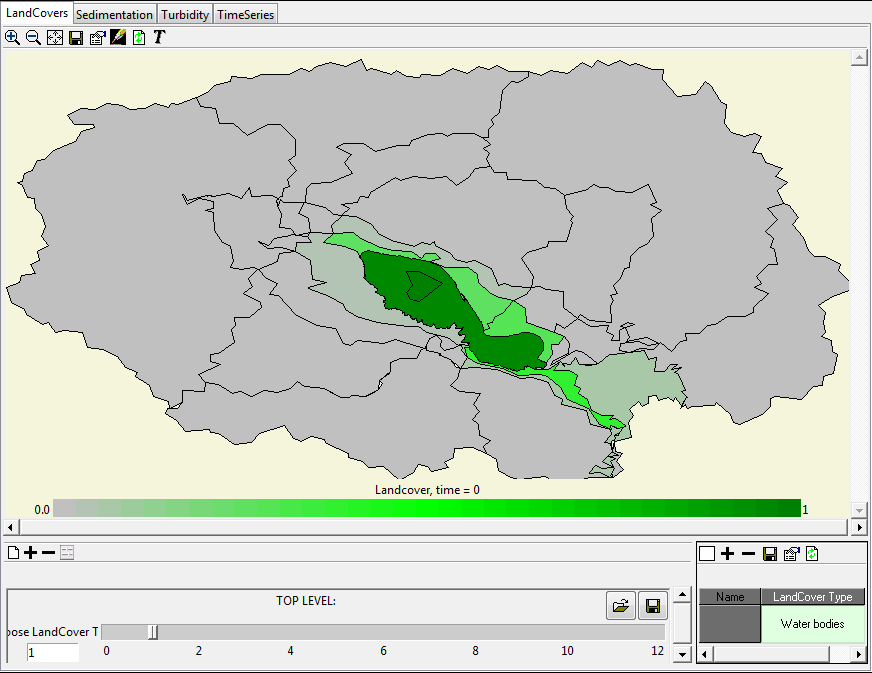 LandCovers Sedimentation Turbidity TimeSeries
T
Landcover, time = 0
0.0 1
TOP LEVEL:
oose LandCover T
1 0 2 4 6 8 10 12
Name LandCover Type
Water bodies